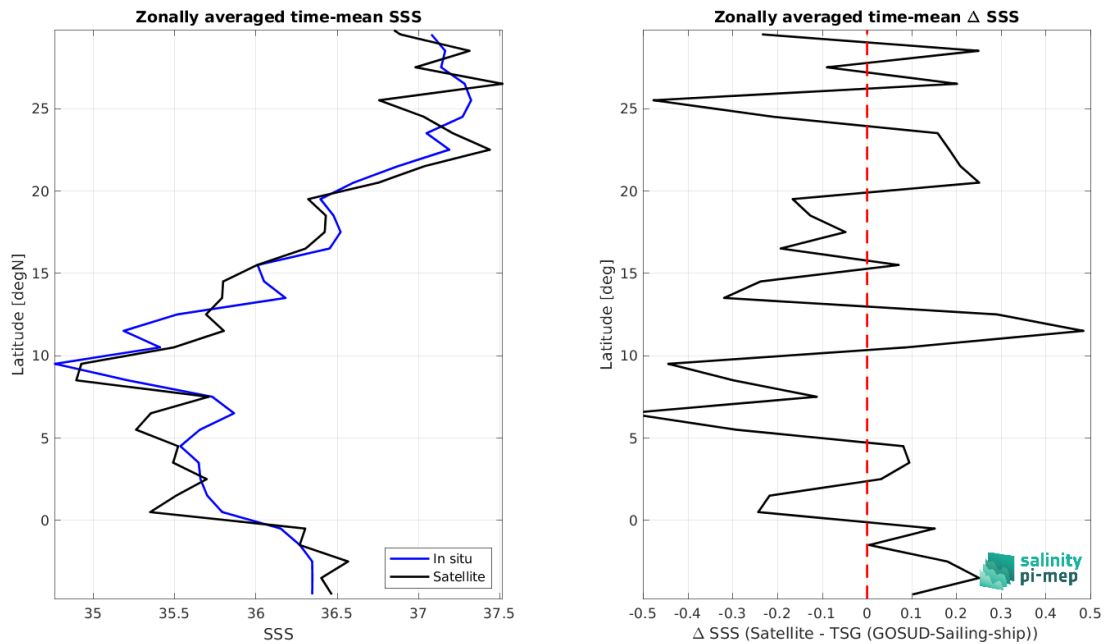 Zonally averaged time-mean SSS
Latitude [degN]
25
20
15
10
5
0
35
35.5
36
36.5
37
37.5
SSS
In situ
Satellite
Zonally averaged time-mean Δ SSS
Latitude [deg]
25
20
15
10
5
0
-0.5
-0.4
-0.3
-0.2
-0.1
0
0.1
0.2
0.3
0.4
0.5
Δ SSS (Satellite - TSG (GOSUD-Sailing-ship))
salinity
pi-mep